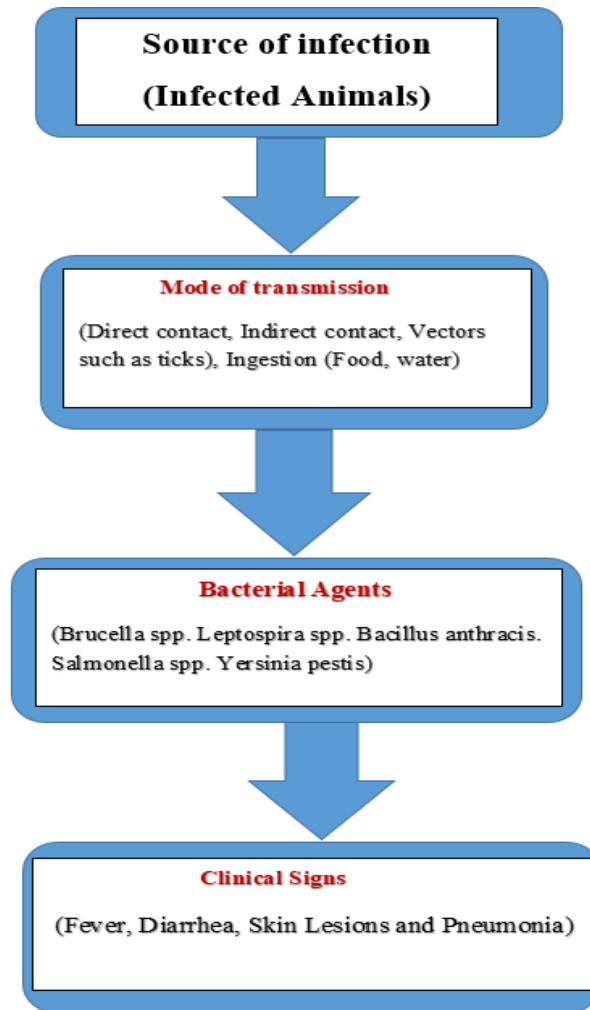 Source of infection
(Infected Animals)
Mode of transmission
(Direct contact, Indirect contact, Vectors
such as ticks), Ingestion (Food, water)
Bacterial Agents
(Brucella spp. Leptospira spp. Bacillus anthracis.
Salmonella spp. Yersinia pestis)
Clinical Signs
(Fever, Diarrhea, Skin Lesions and Pneumonia)